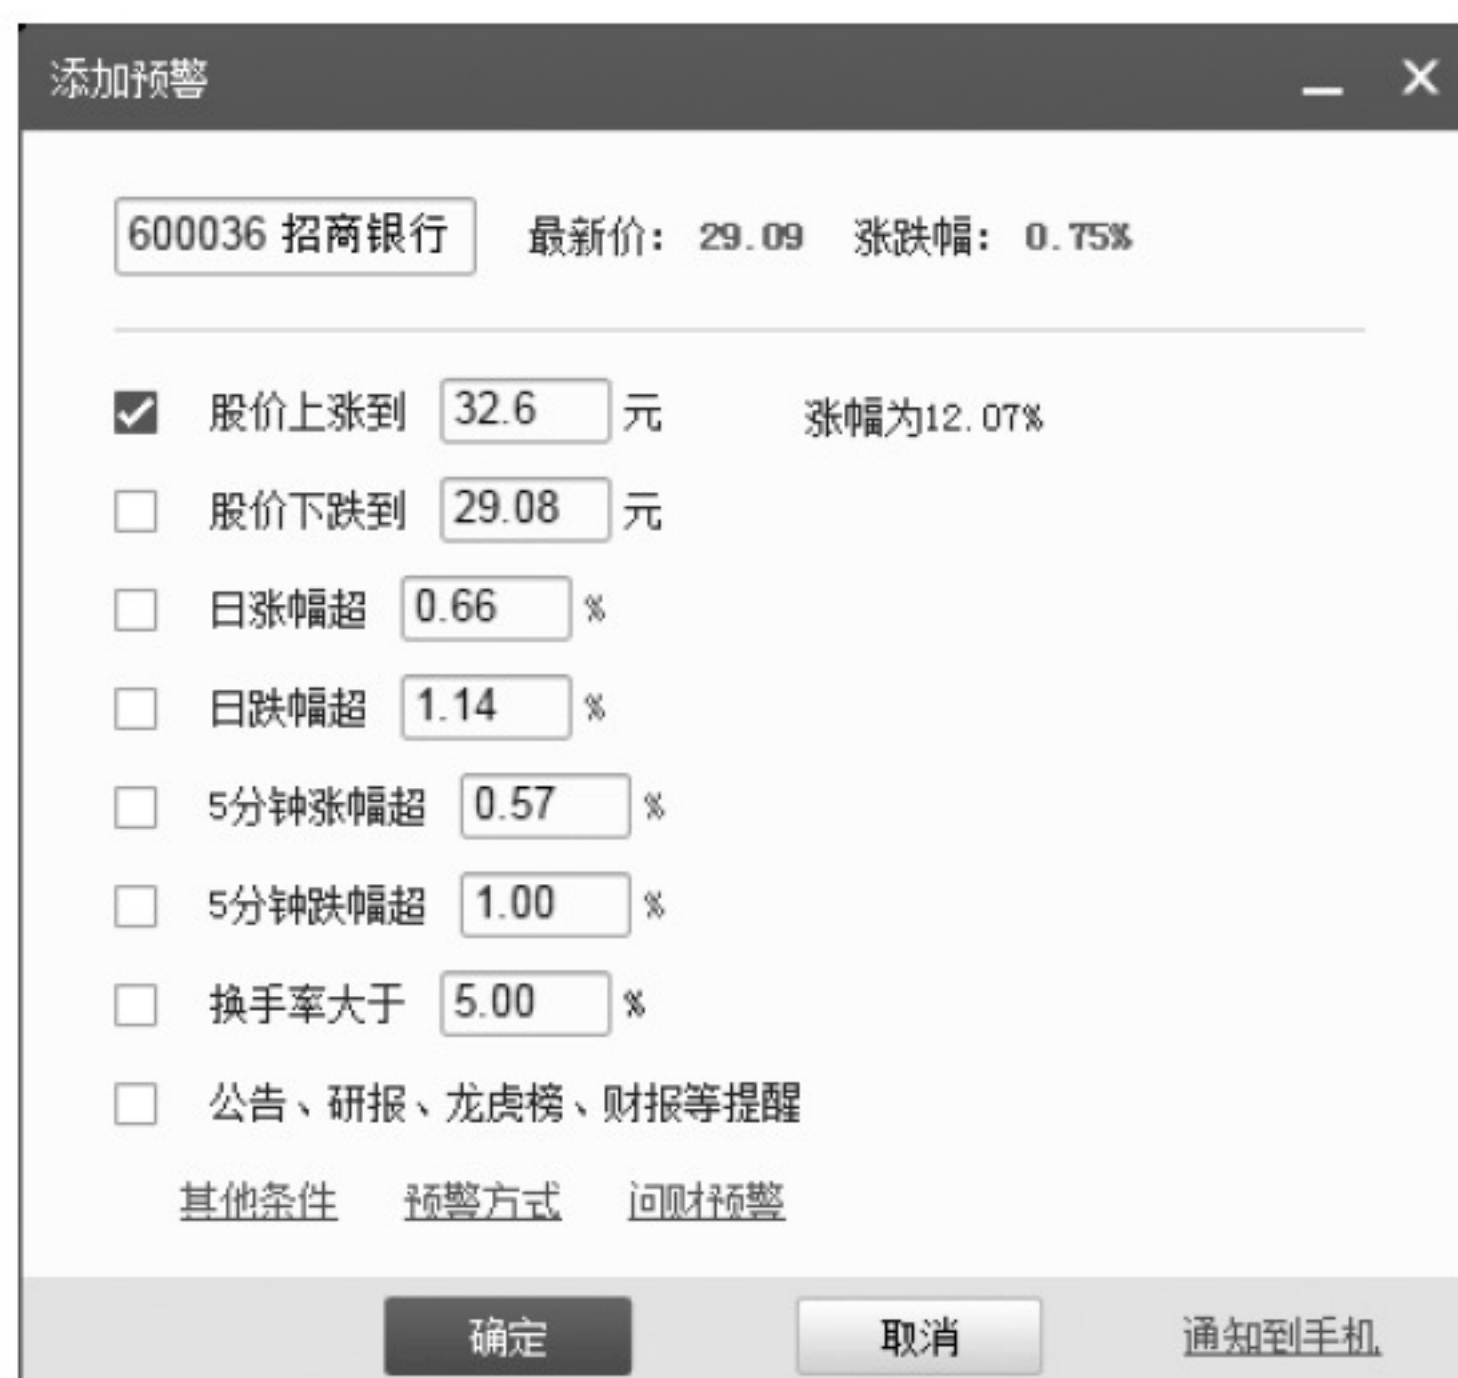 添加预警
600036 招商银行 最新价: 29.09 涨跌幅: 0.75%
股价上涨到 32.6 元 涨幅为12.07%
股价下跌到 29.08 元
日涨幅超 0.66 %
日跌幅超 1.14 %
5分钟涨幅超 0.57 %
5分钟跌幅超 1.00 %
换手率大于 5.00 %
公告、研报、龙虎榜、财报等提醒
其他条件 预警方式 问财预警
确定 取消 通知到手机